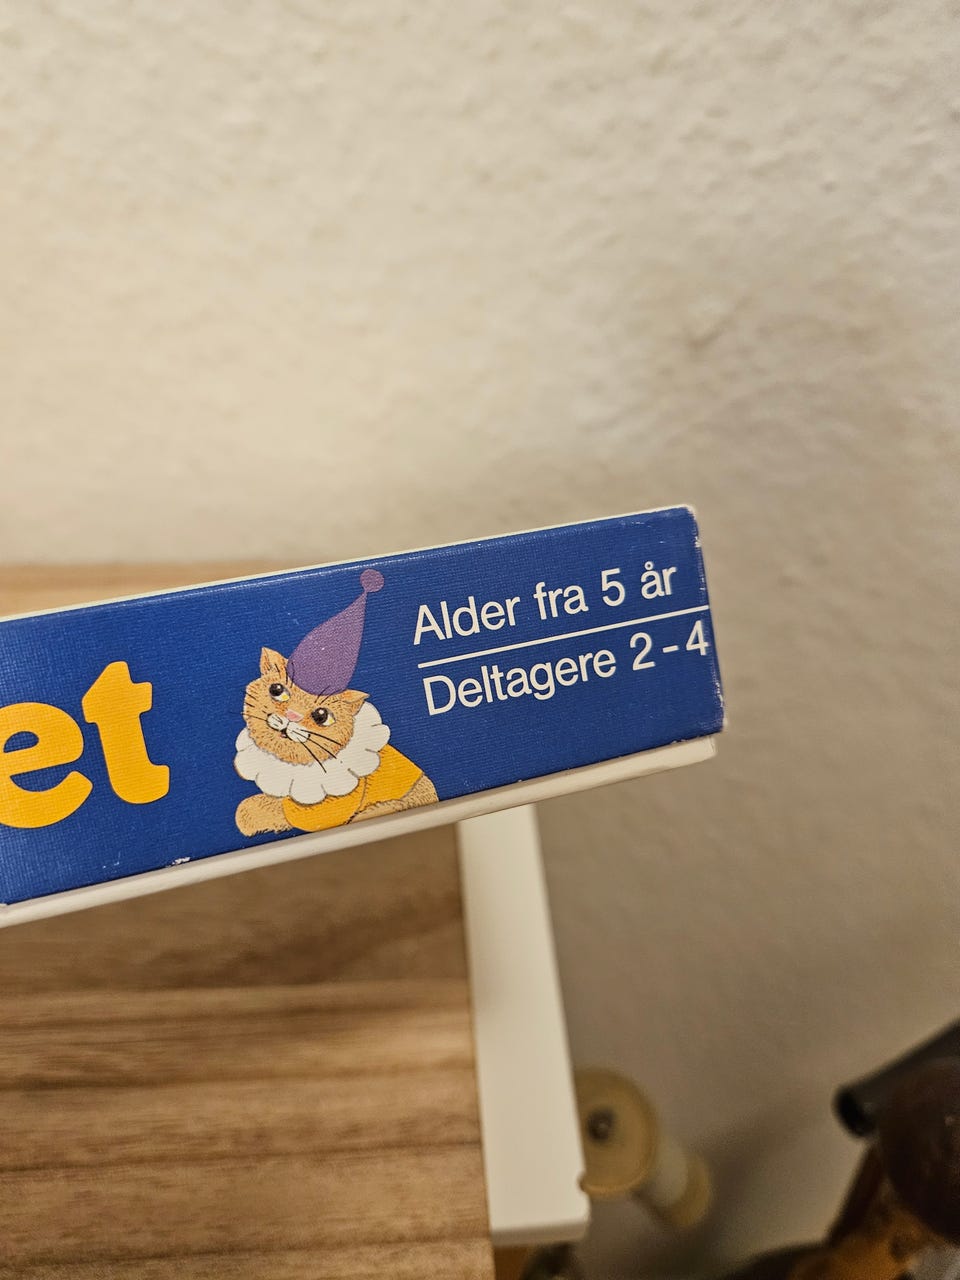 et
Alder fra 5 år
Deltagere 2-4